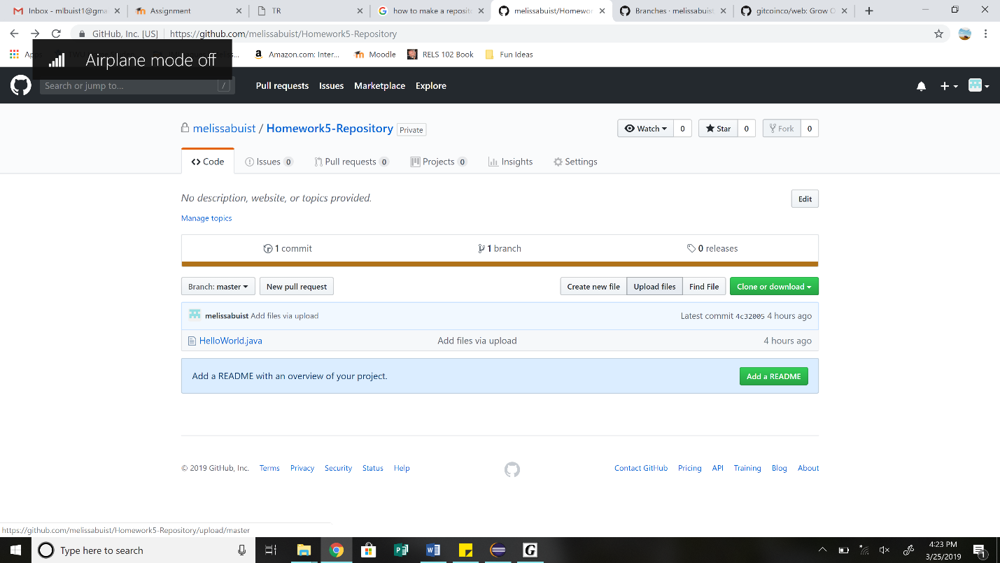 Inbox - mlbuist1@gma
Assignment
TR
how to make a reposito
melissabuist/Homewor
Branches · melissabuist
gitcoinco/web: Grow O
GitHub, Inc. [US] https://github.com/melissabuist/Homework5-Repository
Amazon.com: Inter...
Moodle
RELS 102 Book
Fun Ideas
Airplane mode off
Search or jump to... /
Pull requests Issues Marketplace Explore
melissabuist / Homework5-Repository Private
Watch 0 Star 0 Fork 0
Code Issues 0 Pull requests 0 Projects 0 Insights Settings
No description, website, or topics provided.
Edit
Manage topics
1 commit 1 branch 0 releases
Branch: master New pull request Create new file Upload files Find File Clone or download
melissabuist Add files via upload Latest commit 4c32005 4 hours ago
HelloWorld.java Add files via upload 4 hours ago
Add a README with an overview of your project. Add a README
© 2019 GitHub, Inc. Terms Privacy Security Status Help Contact GitHub Pricing API Training Blog About
https://github.com/melissabuist/Homework5-Repository/upload/master
Type here to search
4:23 PM
3/25/2019
1